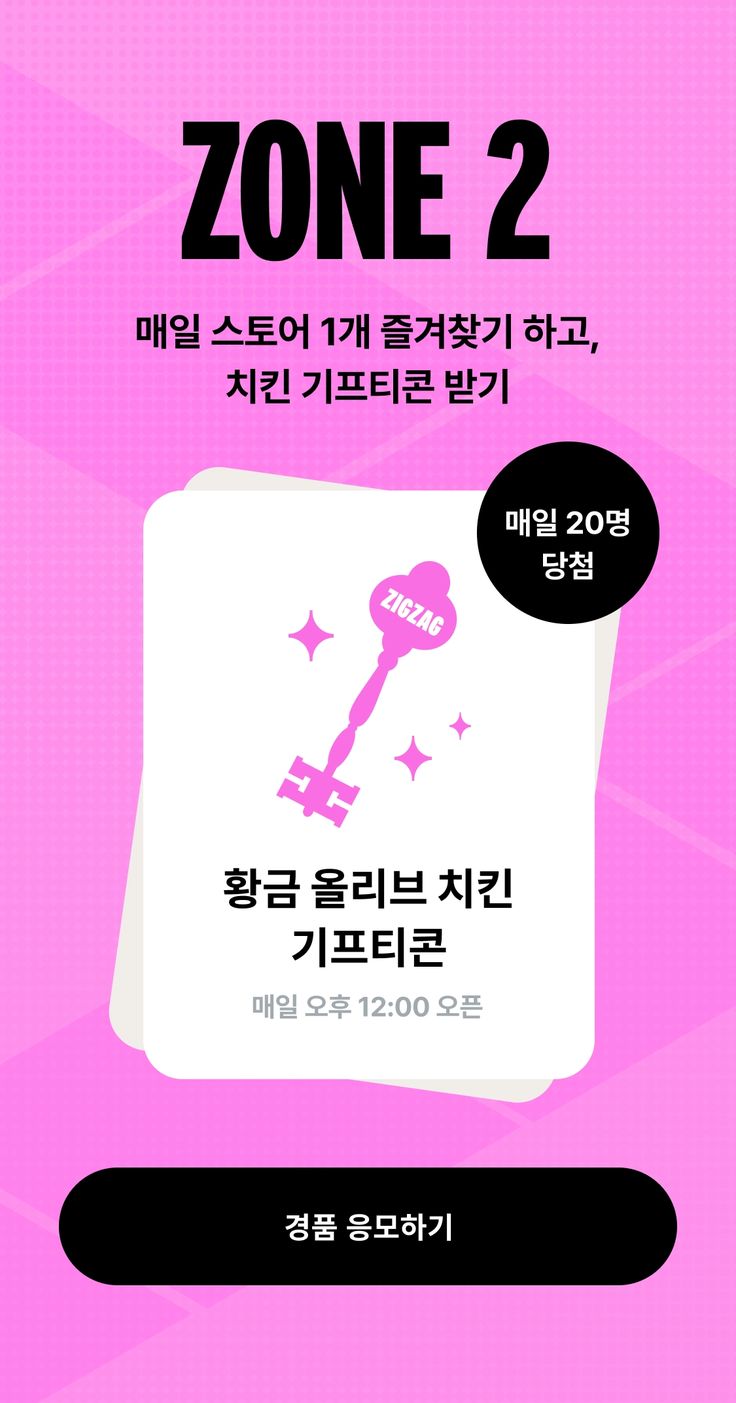 ZONE 2
매일 스토어 1개 즐겨찾기 하고,
치킨 기프티콘 받기
매일 20명
당첨
ZIGZAG
황금 올리브 치킨
기프티콘
매일 오후 12:00 오픈
경품 응모하기